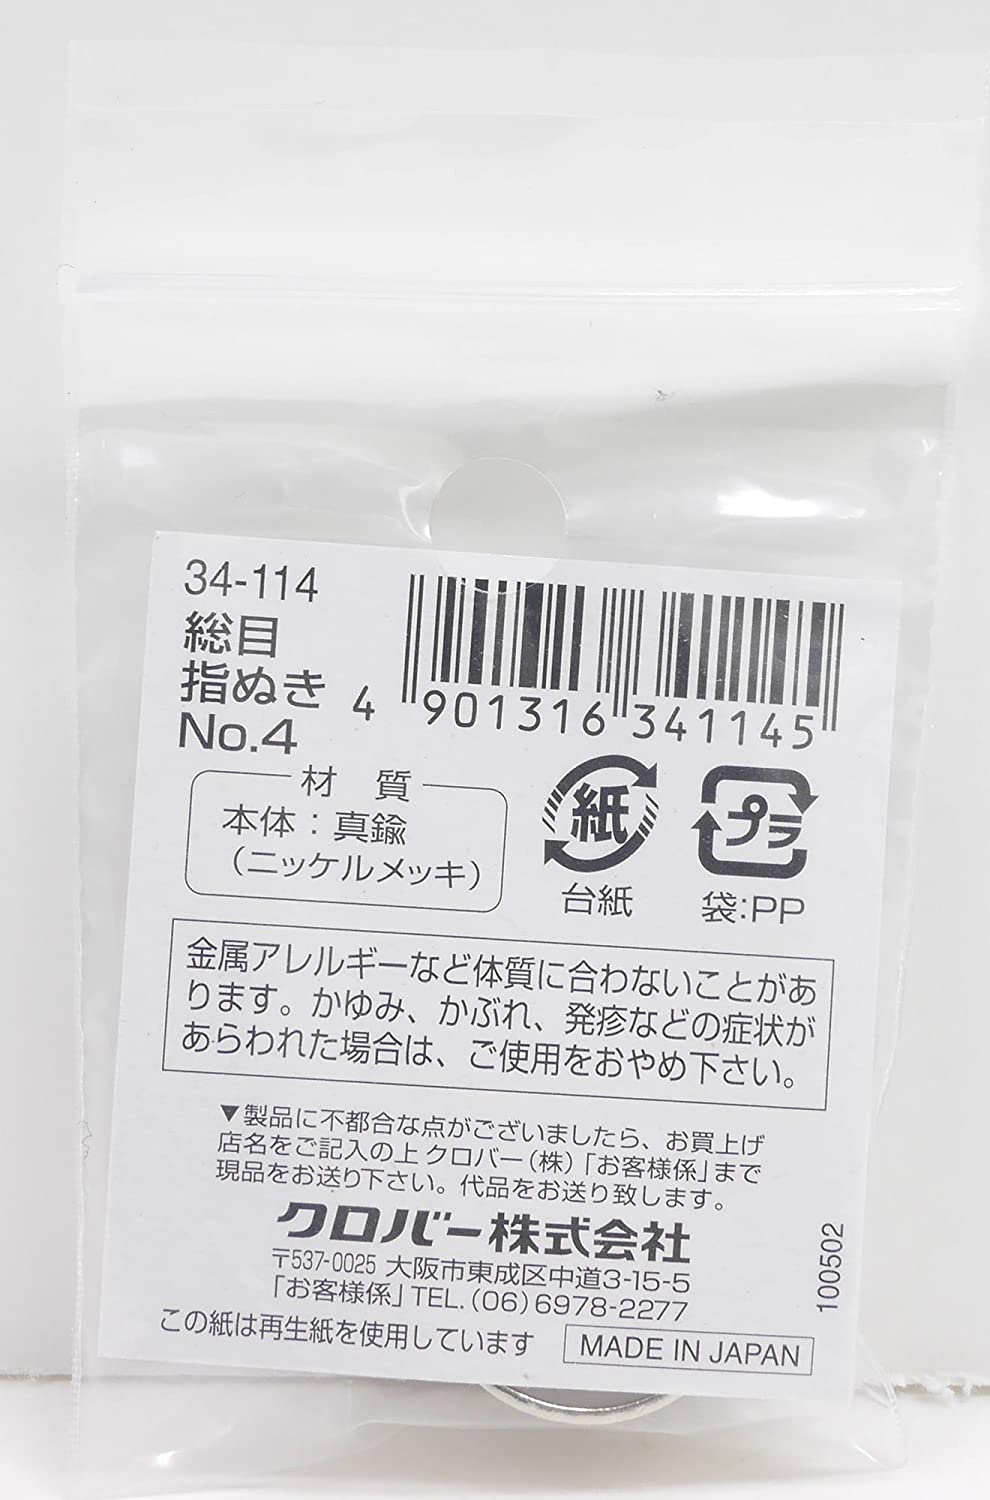 34-114
総目
指ぬき
No.4
4 901316 341145
材 質
本体：真鍮
（ニッケルメッキ）
紙
台紙
プラ
袋:PP
金属アレルギーなど体質に合わないことがあ
ります。かゆみ、かぶれ、発疹などの症状が
あらわれた場合は、ご使用をおやめ下さい。
▼製品に不都合な点がございましたら、お買上げ
店名をご記入の上クロバー(株)「お客様係」まで
現品をお送り下さい。代品をお送り致します。
クロバー株式会社
〒537-0025 大阪市東成区中道3-15-5
「お客様係」TEL.(06)6978-2277
この紙は再生紙を使用しています
MADE IN JAPAN
100502